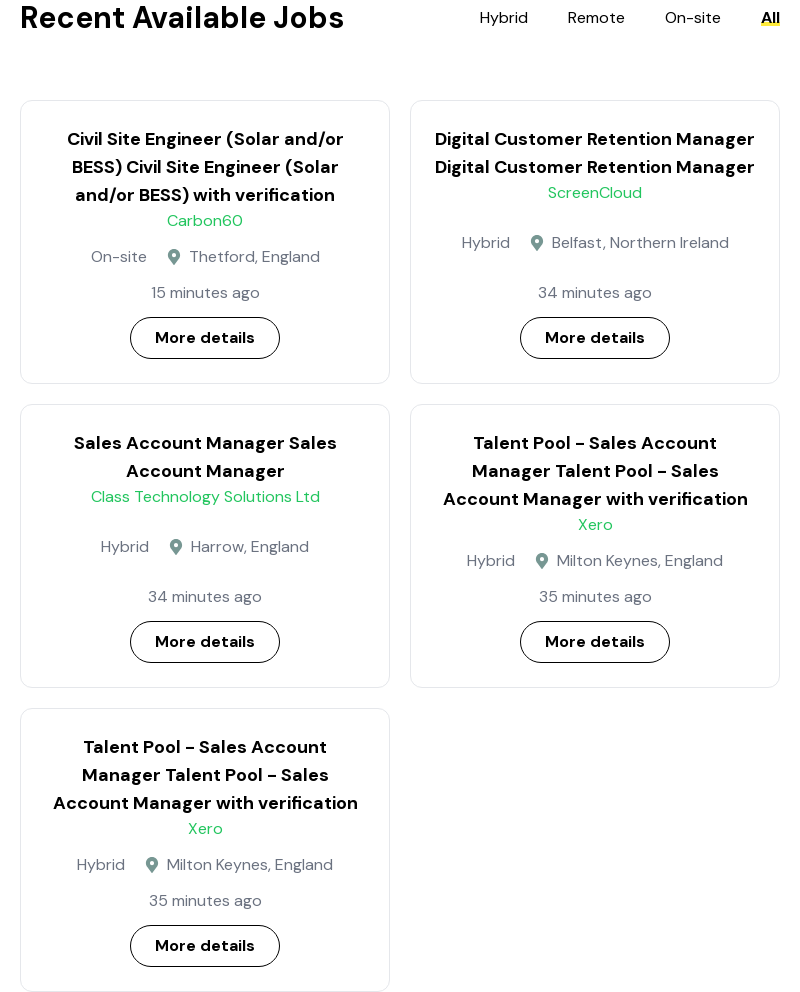 Recent Available Jobs
Hybrid Remote On-site All
Civil Site Engineer (Solar and/or
BESS) Civil Site Engineer (Solar
and/or BESS) with verification
Carbon60
On-site Thetford, England
15 minutes ago
More details
Digital Customer Retention Manager
Digital Customer Retention Manager
ScreenCloud
Hybrid Belfast, Northern Ireland
34 minutes ago
More details
Sales Account Manager Sales
Account Manager
Class Technology Solutions Ltd
Hybrid Harrow, England
34 minutes ago
More details
Talent Pool - Sales Account
Manager Talent Pool - Sales
Account Manager with verification
Xero
Hybrid Milton Keynes, England
35 minutes ago
More details
Talent Pool - Sales Account
Manager Talent Pool - Sales
Account Manager with verification
Xero
Hybrid Milton Keynes, England
35 minutes ago
More details